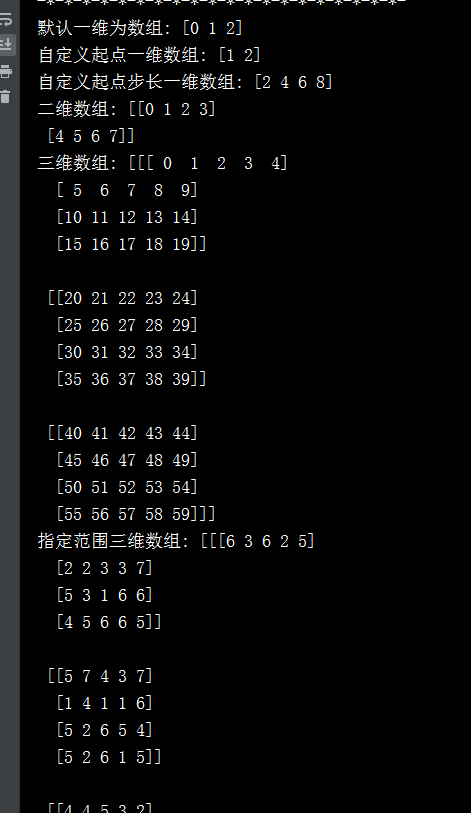 -*-*-*-*-*-*-*-*-*-*-*-*-*-*-*-*-*-*-*-*-
默认一维为数组: [0 1 2]
自定义起点一维数组: [1 2]
自定义起点步长一维数组: [2 4 6 8]
二维数组: [[0 1 2 3]
 [4 5 6 7]]
三维数组: [[[ 0  1  2  3  4]
  [ 5  6  7  8  9]
  [10 11 12 13 14]
  [15 16 17 18 19]]
 [[20 21 22 23 24]
  [25 26 27 28 29]
  [30 31 32 33 34]
  [35 36 37 38 39]]
 [[40 41 42 43 44]
  [45 46 47 48 49]
  [50 51 52 53 54]
  [55 56 57 58 59]]]
指定范围三维数组: [[[6 3 6 2 5]
  [2 2 3 3 7]
  [5 3 1 6 6]
  [4 5 6 6 5]]
 [[5 7 4 3 7]
  [1 4 1 1 6]
  [5 2 6 5 4]
  [5 2 6 1 5]]
 [[4 4 5 3 2]